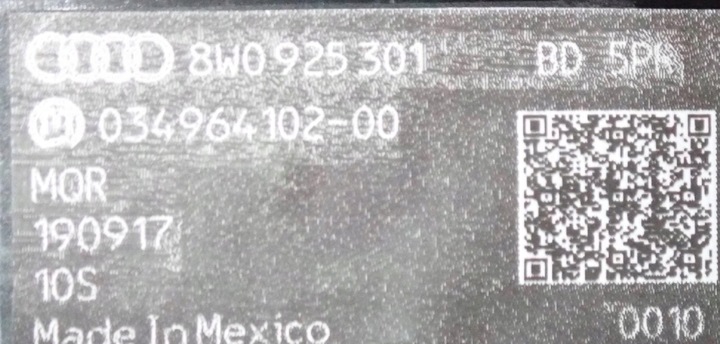 8W0 925 301 BD 5PK
034964102-00
MQR
190917
10S
Made In Mexico
0010